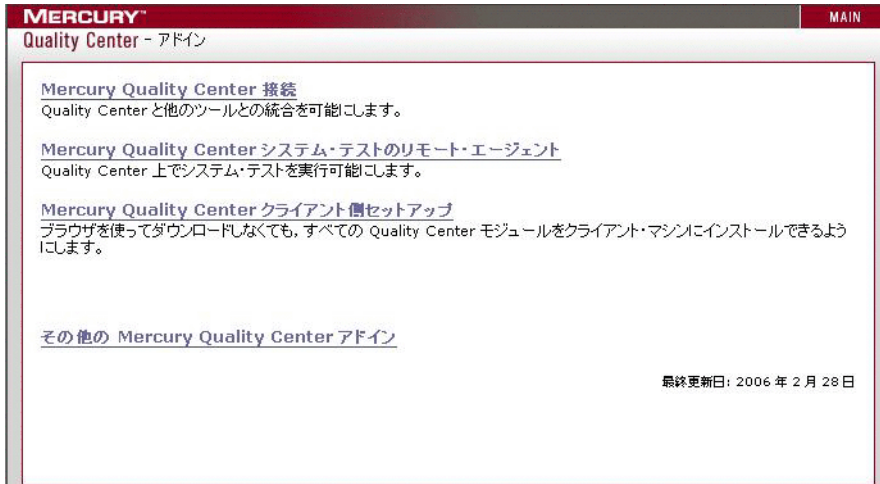 MERCURY™
MAIN
Quality Center - アドイン
Mercury Quality Center 接続
Quality Center と他のツールとの統合を可能にします。
Mercury Quality Center システム・テストのリモート・エージェント
Quality Center 上でシステム・テストを実行可能にします。
Mercury Quality Center クライアント側セットアップ
ブラウザを使ってダウンロードしなくても, すべての Quality Center モジュールをクライアント・マシンにインストールできるよう
にします。
その他の Mercury Quality Center アドイン
最終更新日: 2006 年 2 月 28 日